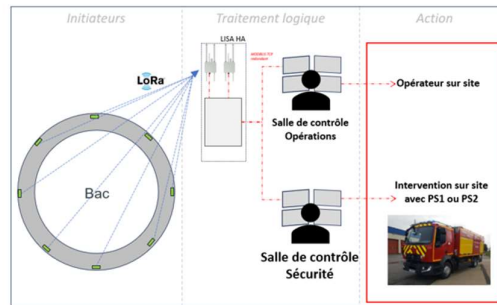 Initiateurs
Traitement logique
Action
LISA HA
LoRa
Bac
Salle de contrôle
Opérations
Opérateur sur site
Salle de contrôle
Sécurité
Intervention sur site
avec PS1 ou PS2